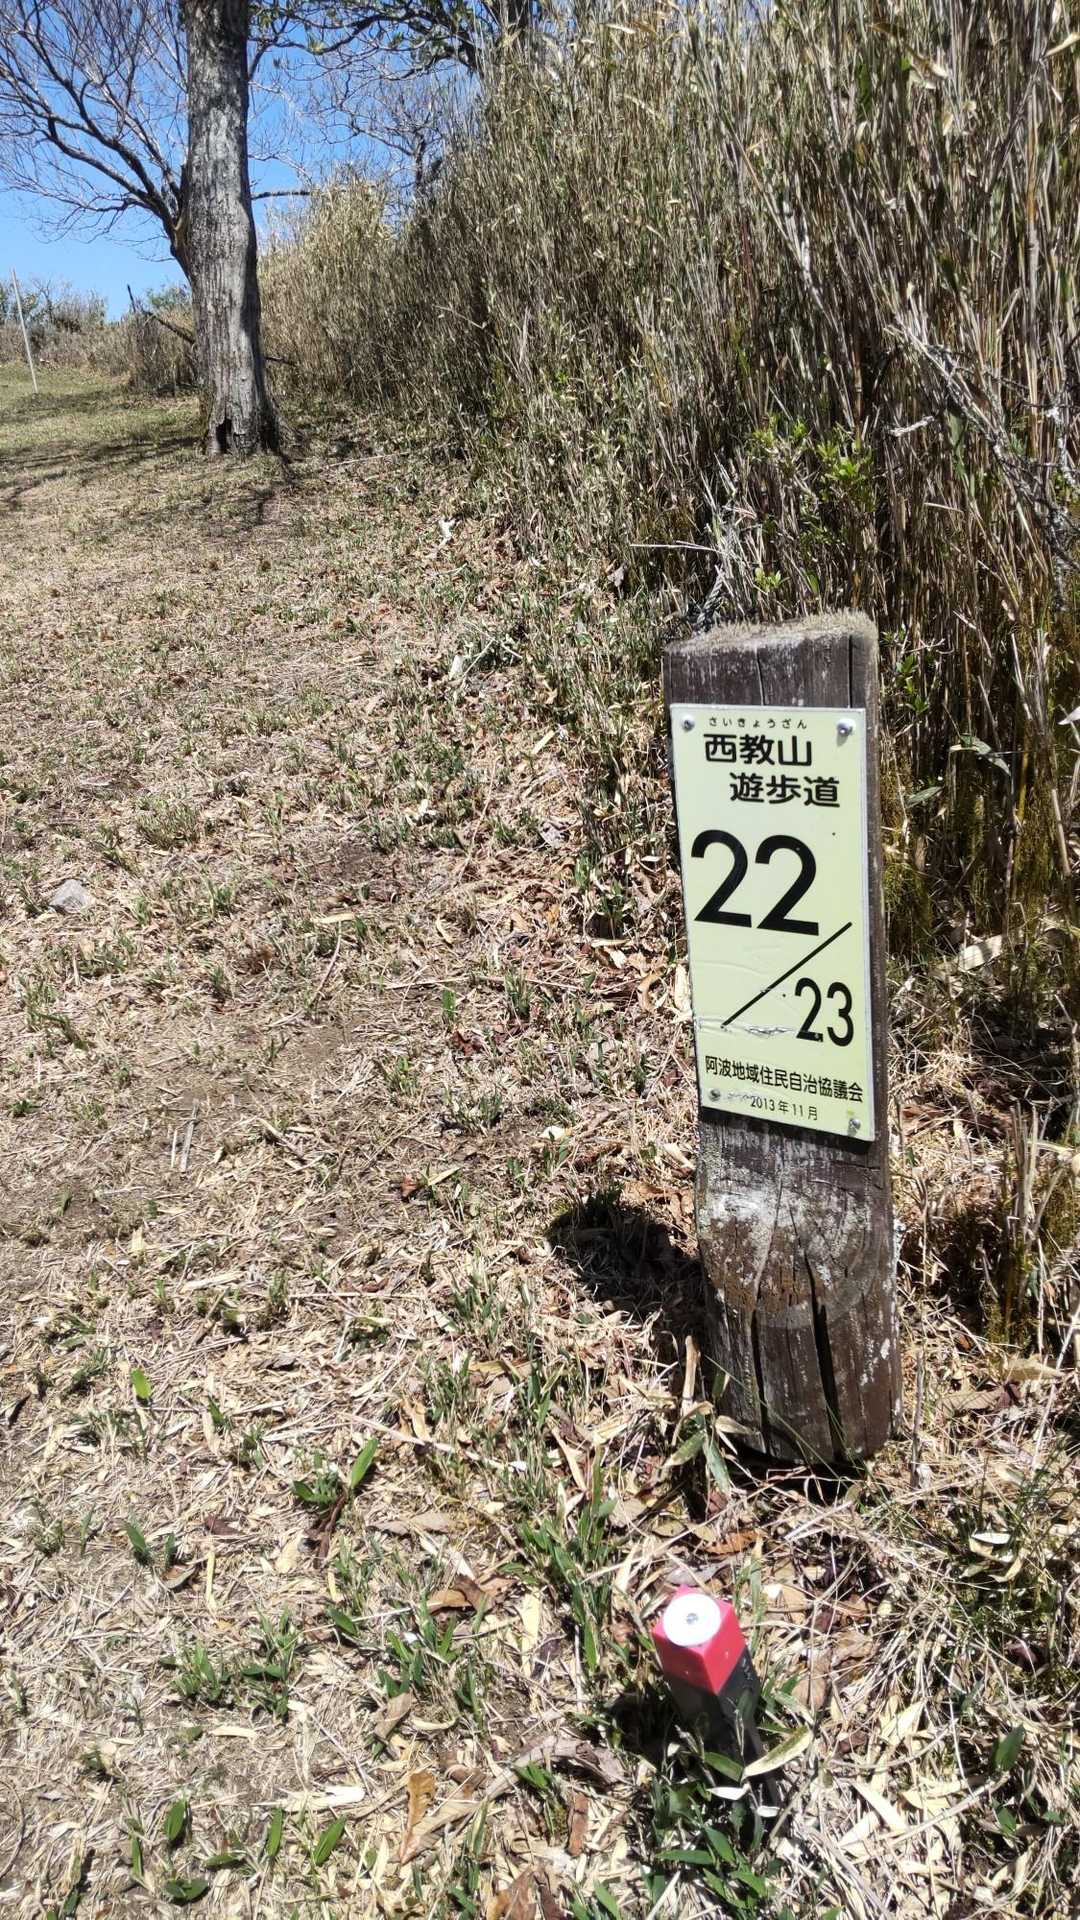 さいきょうざん
西教山
遊歩道
22
/
23
阿波地域住民自治協議会
2013年11月